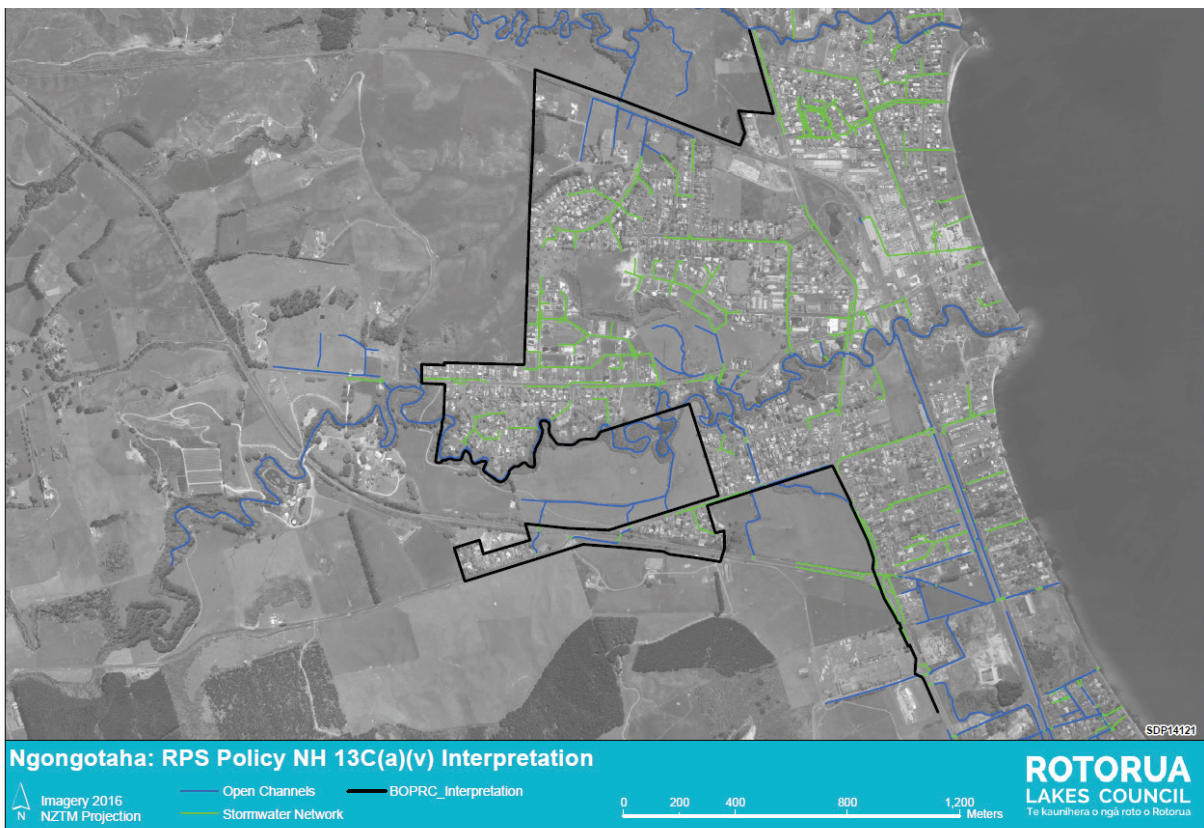 SDP14121
Ngongotaha: RPS Policy NH 13C(a)(v) Interpretation
N
Imagery 2016
NZTM Projection
Open Channels
Stormwater Network
BOPRC_Interpretation
0 200 400 800 1,200
Meters
ROTORUA
LAKES COUNCIL
Te kaunihera o ngā roto o Rotorua